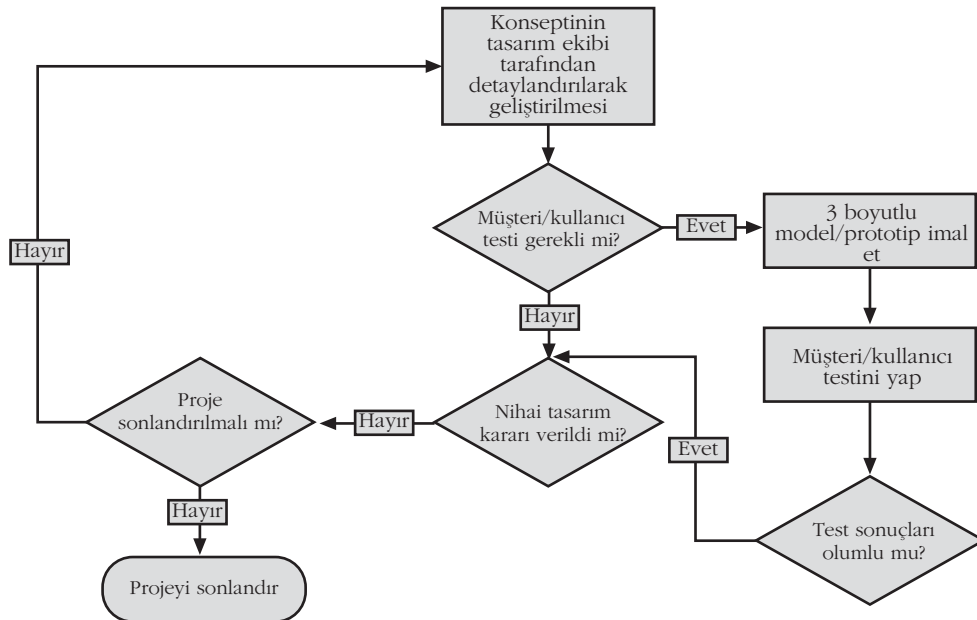 Konseptinin
tasarım ekibi
tarafından
detaylandırılarak
geliştirilmesi
Müşteri/kullanıcı
testi gerekli mi?
Evet
3 boyutlu
model/prototip imal
et
Hayır
Hayır
Müşteri/kullanıcı
testini yap
Proje
sonlandırılmalı mı?
Hayır
Nihai tasarım
kararı verildi mi?
Evet
Test sonuçları
olumlu mu?
Hayır
Projeyi sonlandır